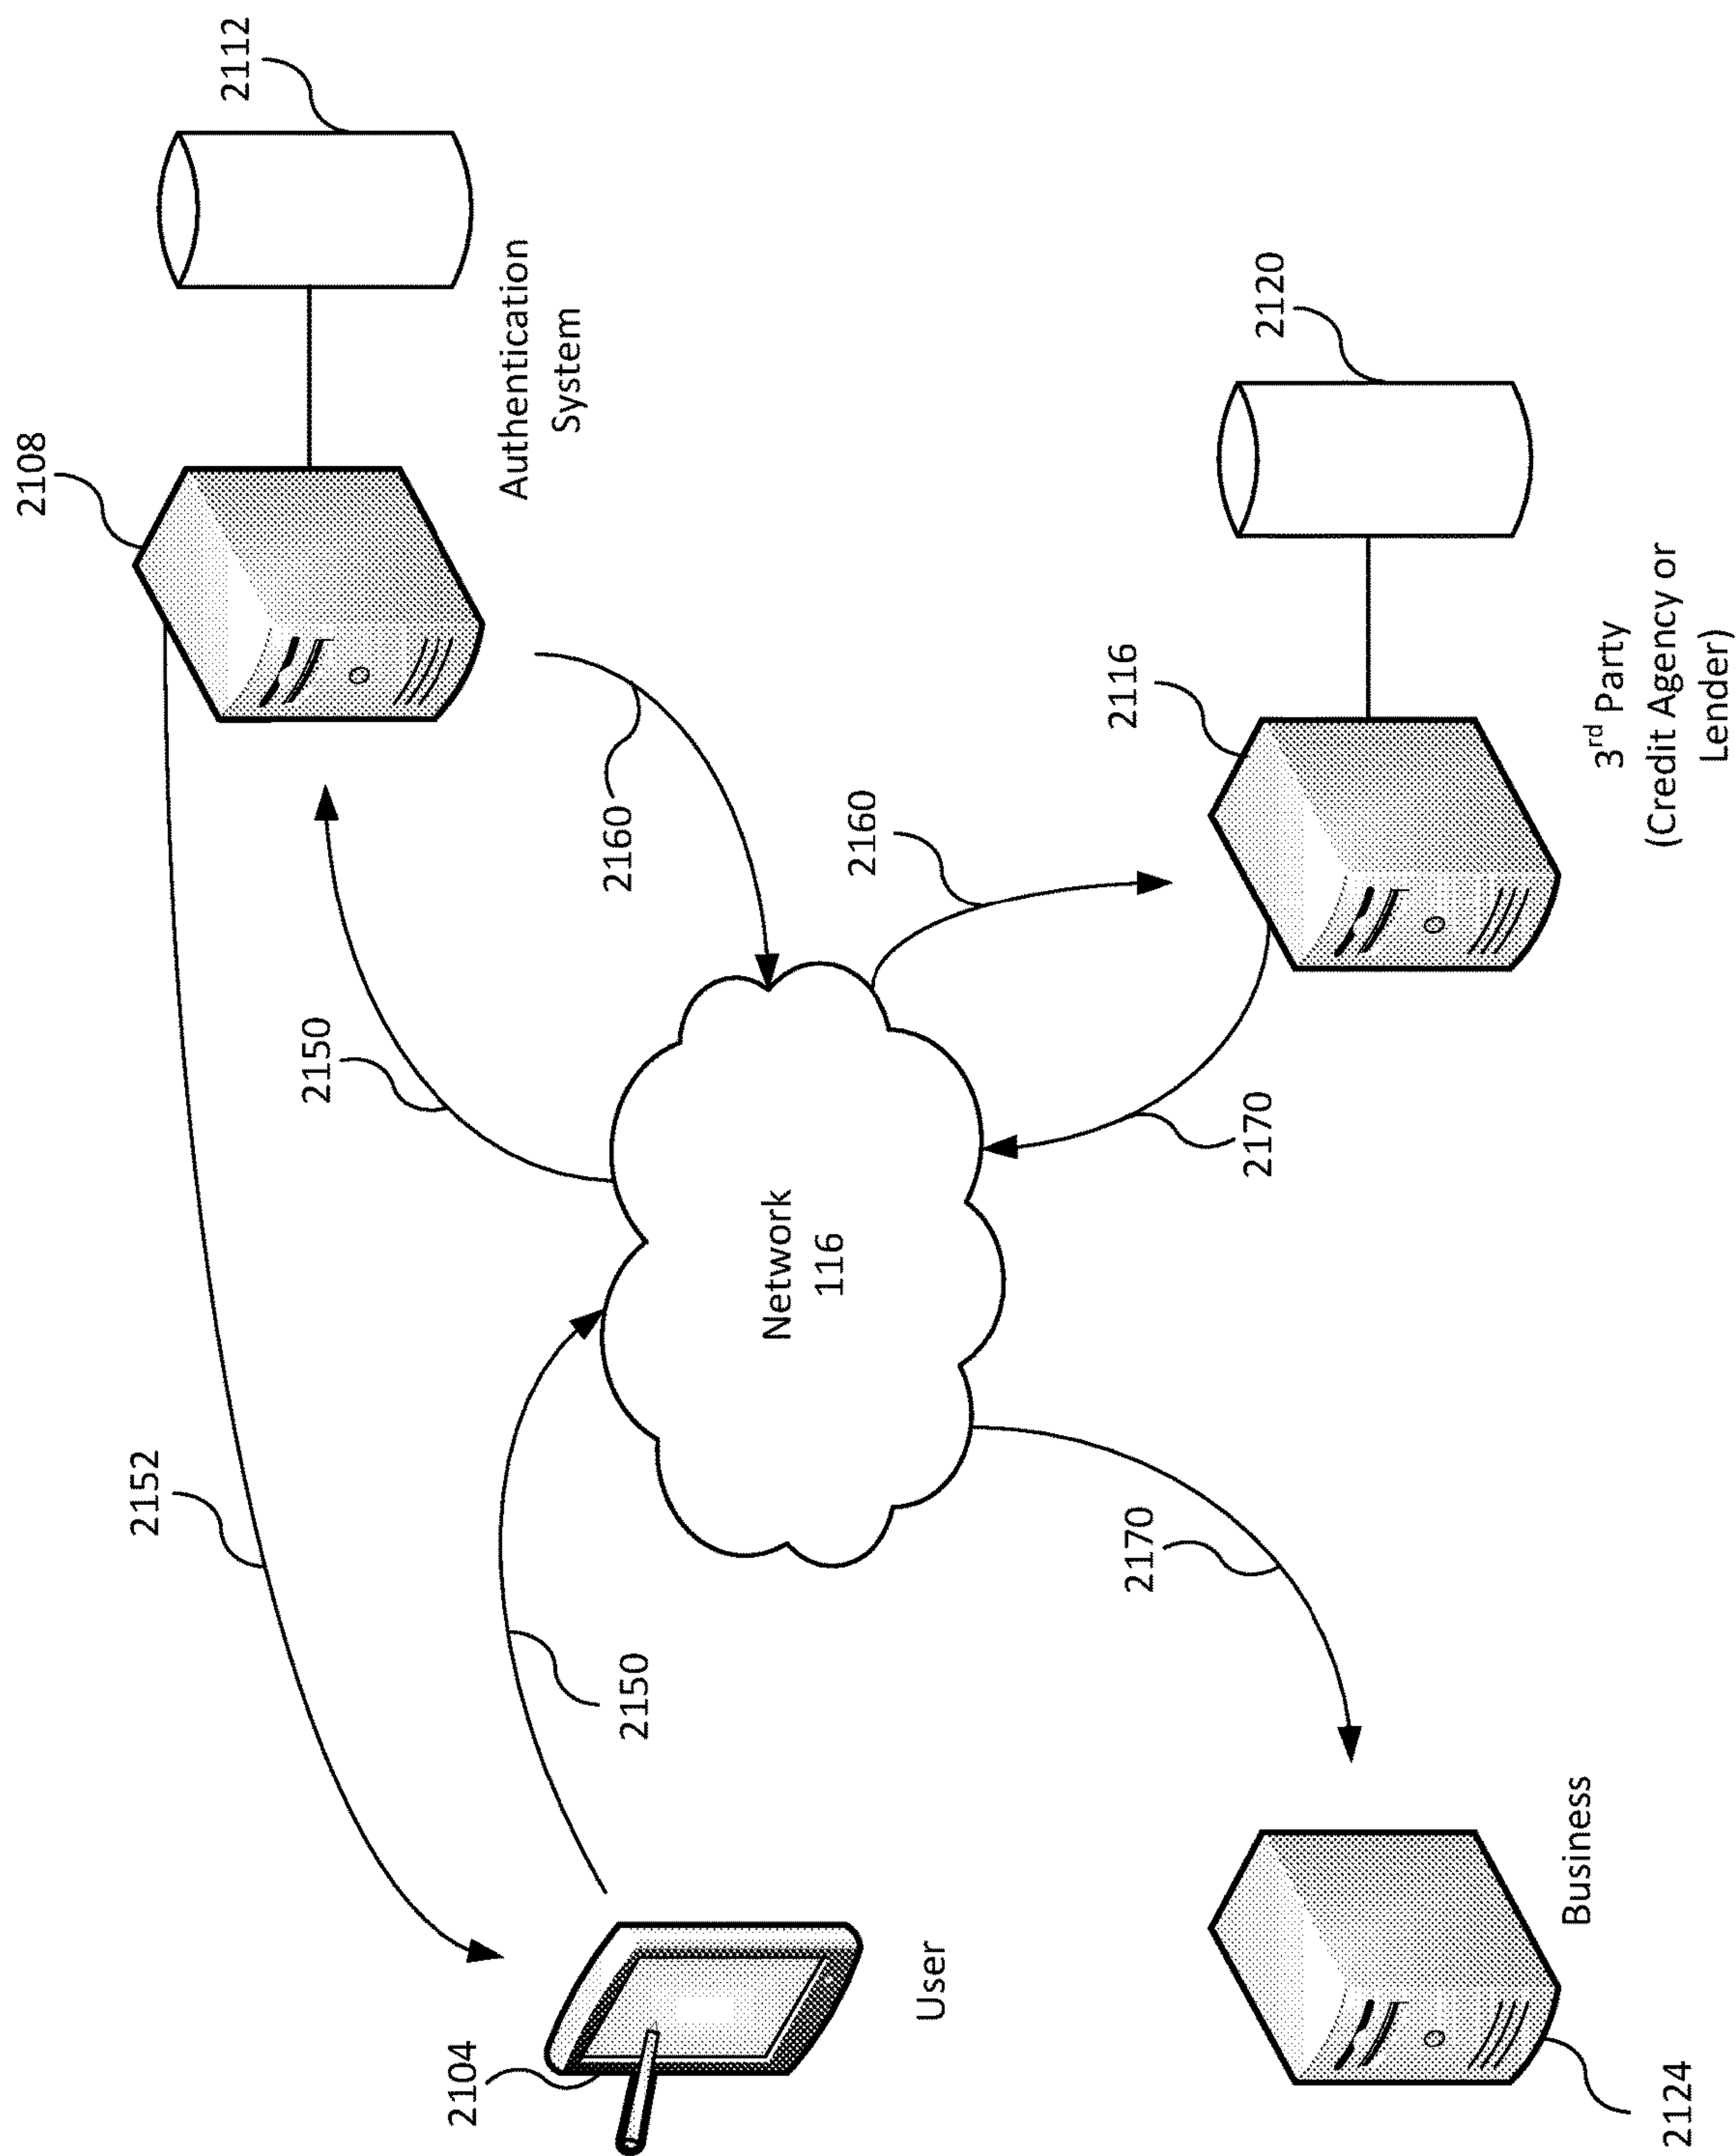 2112
2108
Authentication
System
2152
2150
2160
2104
User
2150
Network
116
2160
2120
2116
3rd Party
(Credit Agency or
Lender)
2170
2170
Business
2124